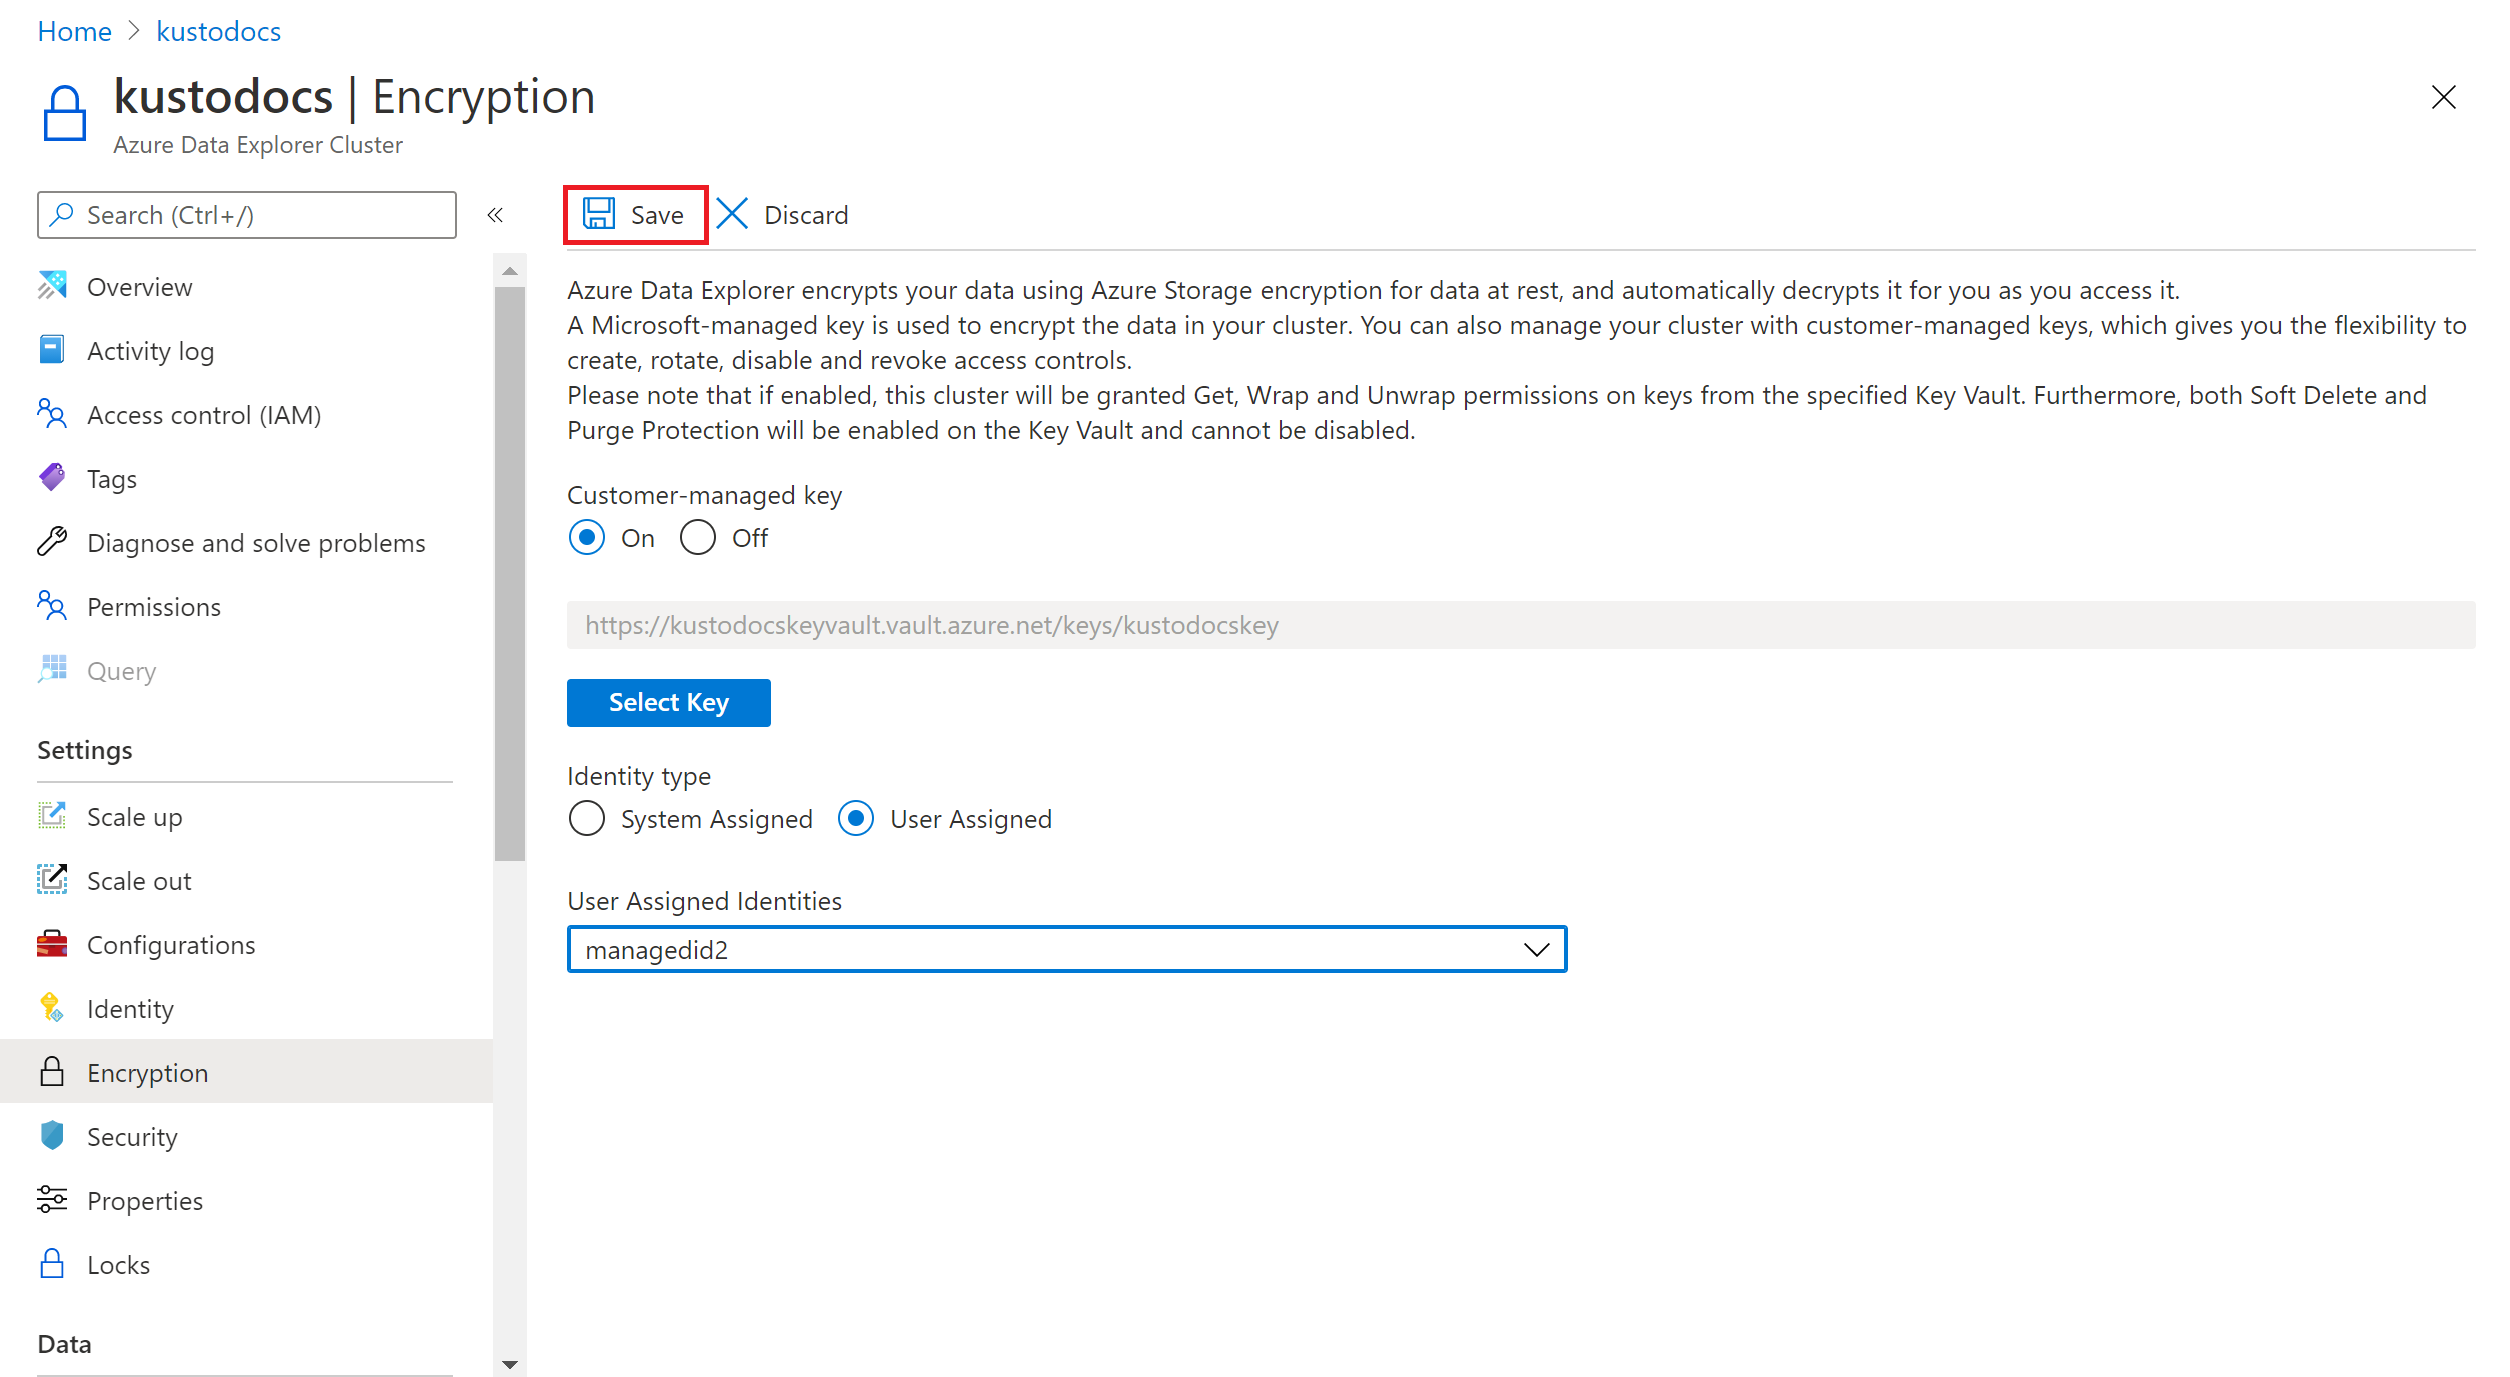 Home > kustodocs
kustodocs | Encryption
Azure Data Explorer Cluster
Search (Ctrl+/)
«
Overview
Activity log
Access control (IAM)
Tags
Diagnose and solve problems
Permissions
Query
Settings
Scale up
Scale out
Configurations
Identity
Encryption
Security
Properties
Locks
Data
Save
Discard
Azure Data Explorer encrypts your data using Azure Storage encryption for data at rest, and automatically decrypts it for you as you access it.
A Microsoft-managed key is used to encrypt the data in your cluster. You can also manage your cluster with customer-managed keys, which gives you the flexibility to
create, rotate, disable and revoke access controls.
Please note that if enabled, this cluster will be granted Get, Wrap and Unwrap permissions on keys from the specified Key Vault. Furthermore, both Soft Delete and
Purge Protection will be enabled on the Key Vault and cannot be disabled.
Customer-managed key
On Off
https://kustodocskeyvault.vault.azure.net/keys/kustodocskey
Select Key
Identity type
System Assigned User Assigned
User Assigned Identities
managedid2